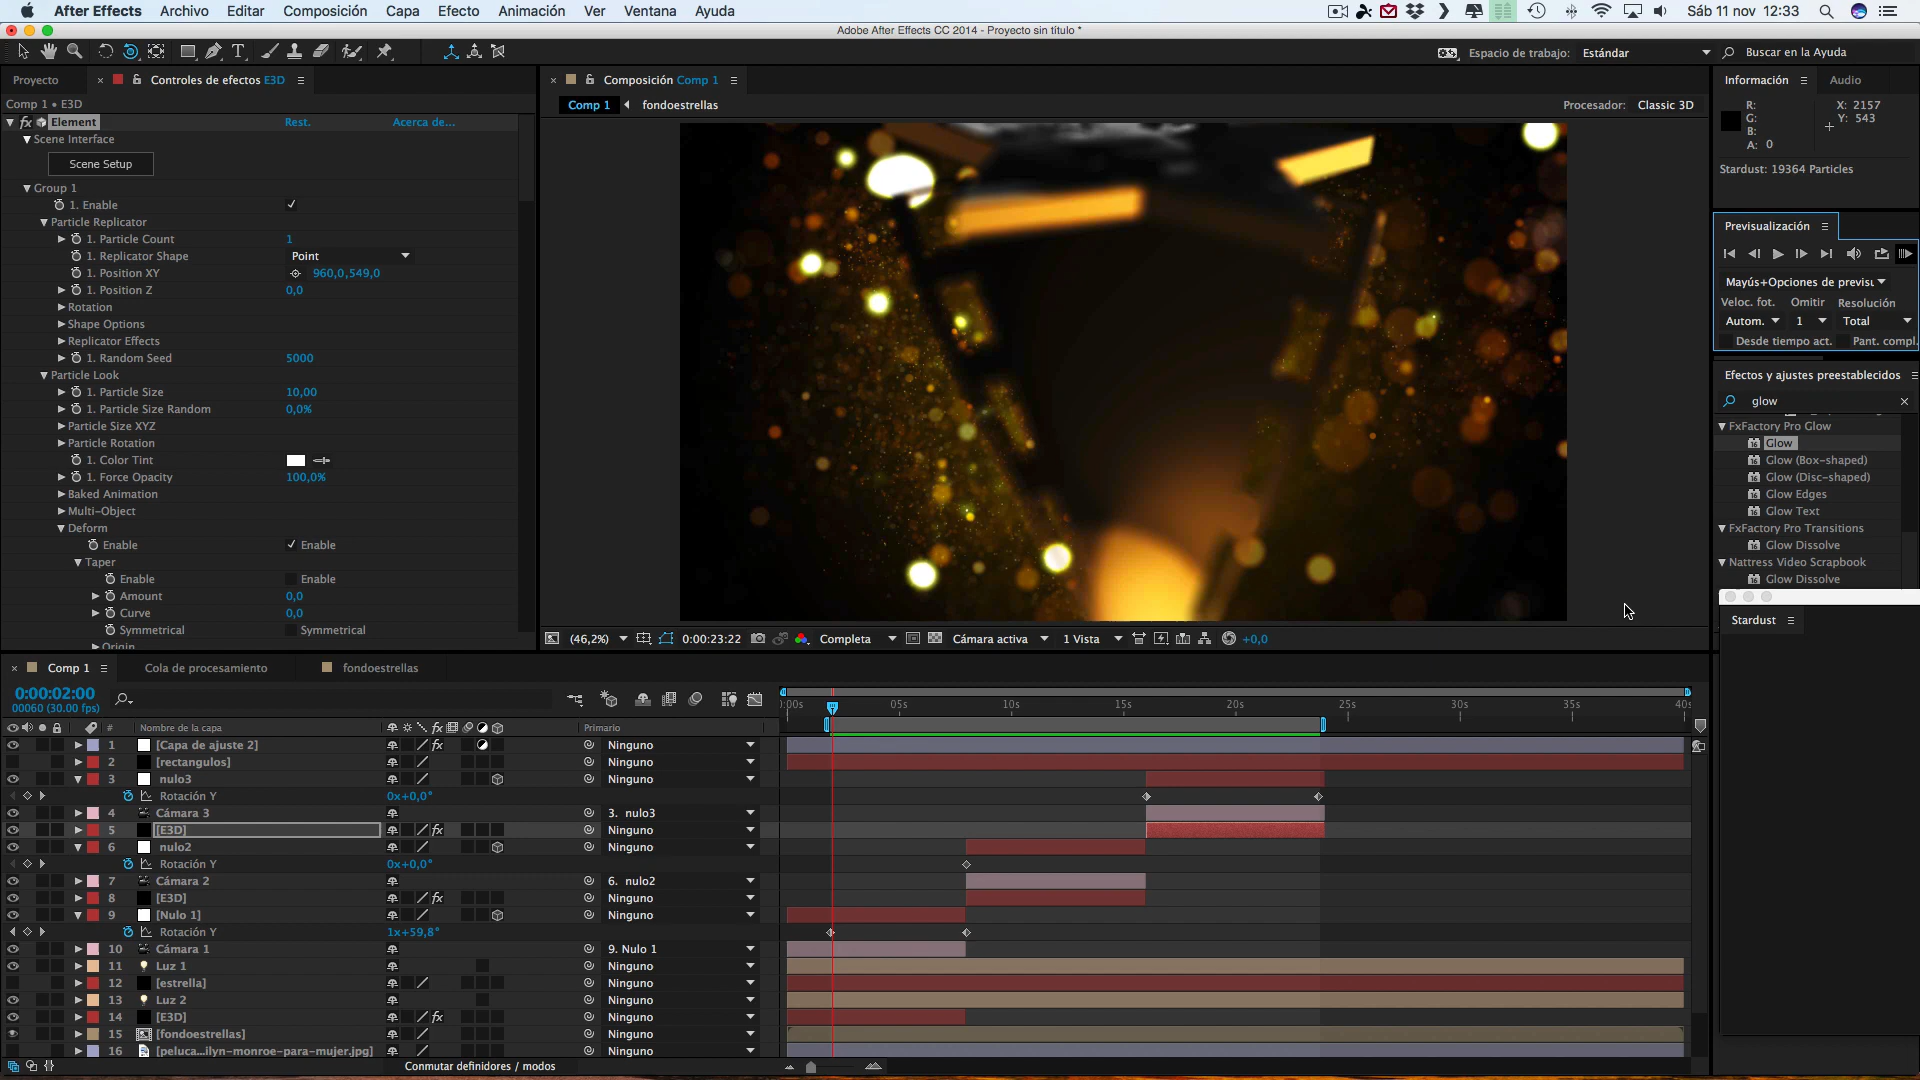 After Effects Archivo Editar Composición Capa Efecto Animación Ver Ventana Ayuda Sáb 11 nov 12:33
Adobe After Effects CC 2014 - Proyecto sin título *
Espacio de trabajo: Estándar Buscar en la Ayuda
Proyecto Controles de efectos E3D
Comp 1 • E3D
fx Element Rest. Acerca de...
Scene Interface
Scene Setup
Group 1
1. Enable
Particle Replicator
1. Particle Count 1
1. Replicator Shape Point
1. Position XY 960,0,549,0
1. Position Z 0,0
Rotation
Shape Options
Replicator Effects
1. Random Seed 5000
Particle Look
1. Particle Size 10,00
1. Particle Size Random 0,0%
Particle Size XYZ
Particle Rotation
1. Color Tint
1. Force Opacity 100,0%
Baked Animation
Multi-Object
Deform
Enable Enable
Taper
Enable Enable
Amount 0,0
Curve 0,0
Symmetrical Symmetrical
Origin
Composición Comp 1
Comp 1 fondoestrellas Procesador: Classic 3D
(46,2%) 0:00:23:22 Completa Cámara activa 1 Vista +0,0
Información Audio
R: X: 2157
G: Y: 543
B:
A: 0
Stardust: 19364 Particles
Previsualización
Mayús+Opciones de previsu
Veloc. fot. Omitir Resolución
Autom. 1 Total
Desde tiempo act. Pant. compl.
Efectos y ajustes preestablecidos
glow
FxFactory Pro Glow
Glow
Glow (Box-shaped)
Glow (Disc-shaped)
Glow Edges
Glow Text
FxFactory Pro Transitions
Glow Dissolve
Nattress Video Scrapbook
Glow Dissolve
Stardust
Comp 1 Cola de procesamiento fondoestrellas
0:00:02:00
00060 (30.00 fps)
:00s 05s 10s 15s 20s 25s 30s 35s 40s
# Nombre de la capa fx Primario
1 [Capa de ajuste 2] fx Ninguno
2 [rectangulos] Ninguno
3 nulo3 Ninguno
Rotación Y 0x+0,0°
4 Cámara 3 3. nulo3
5 [E3D] fx Ninguno
6 nulo2 Ninguno
Rotación Y 0x+0,0°
7 Cámara 2 6. nulo2
8 [E3D] fx Ninguno
9 [Nulo 1] Ninguno
Rotación Y 1x+59,8°
10 Cámara 1 9. Nulo 1
11 Luz 1 Ninguno
12 [estrella] Ninguno
13 Luz 2 Ninguno
14 [E3D] fx Ninguno
15 [fondoestrellas] Ninguno
16 [peluca...ilyn-monroe-para-mujer.jpg] Ninguno
Conmutar definidores / modos